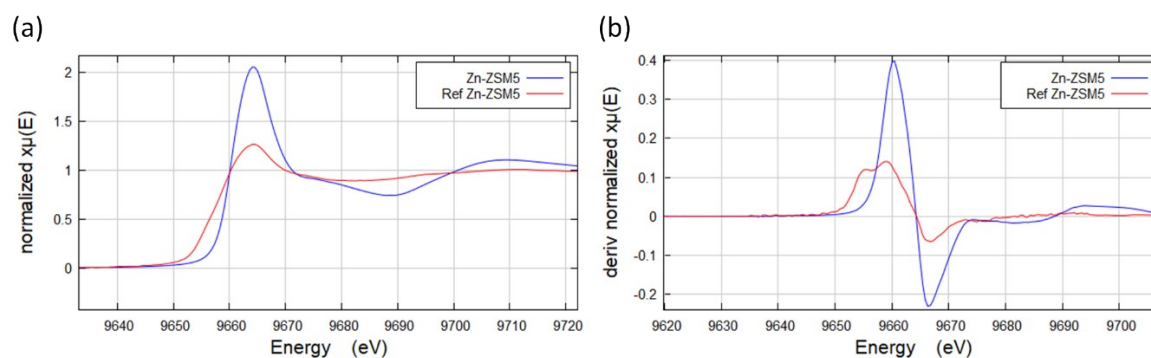 (a)
normalized xμ(E)
2
1.5
1
0.5
0
Zn-ZSM5
Ref Zn-ZSM5
9640 9650 9660 9670 9680 9690 9700 9710 9720
Energy (eV)
(b)
deriv normalized xμ(E)
0.4
0.3
0.2
0.1
0
-0.1
-0.2
Zn-ZSM5
Ref Zn-ZSM5
9620 9630 9640 9650 9660 9670 9680 9690 9700
Energy (eV)